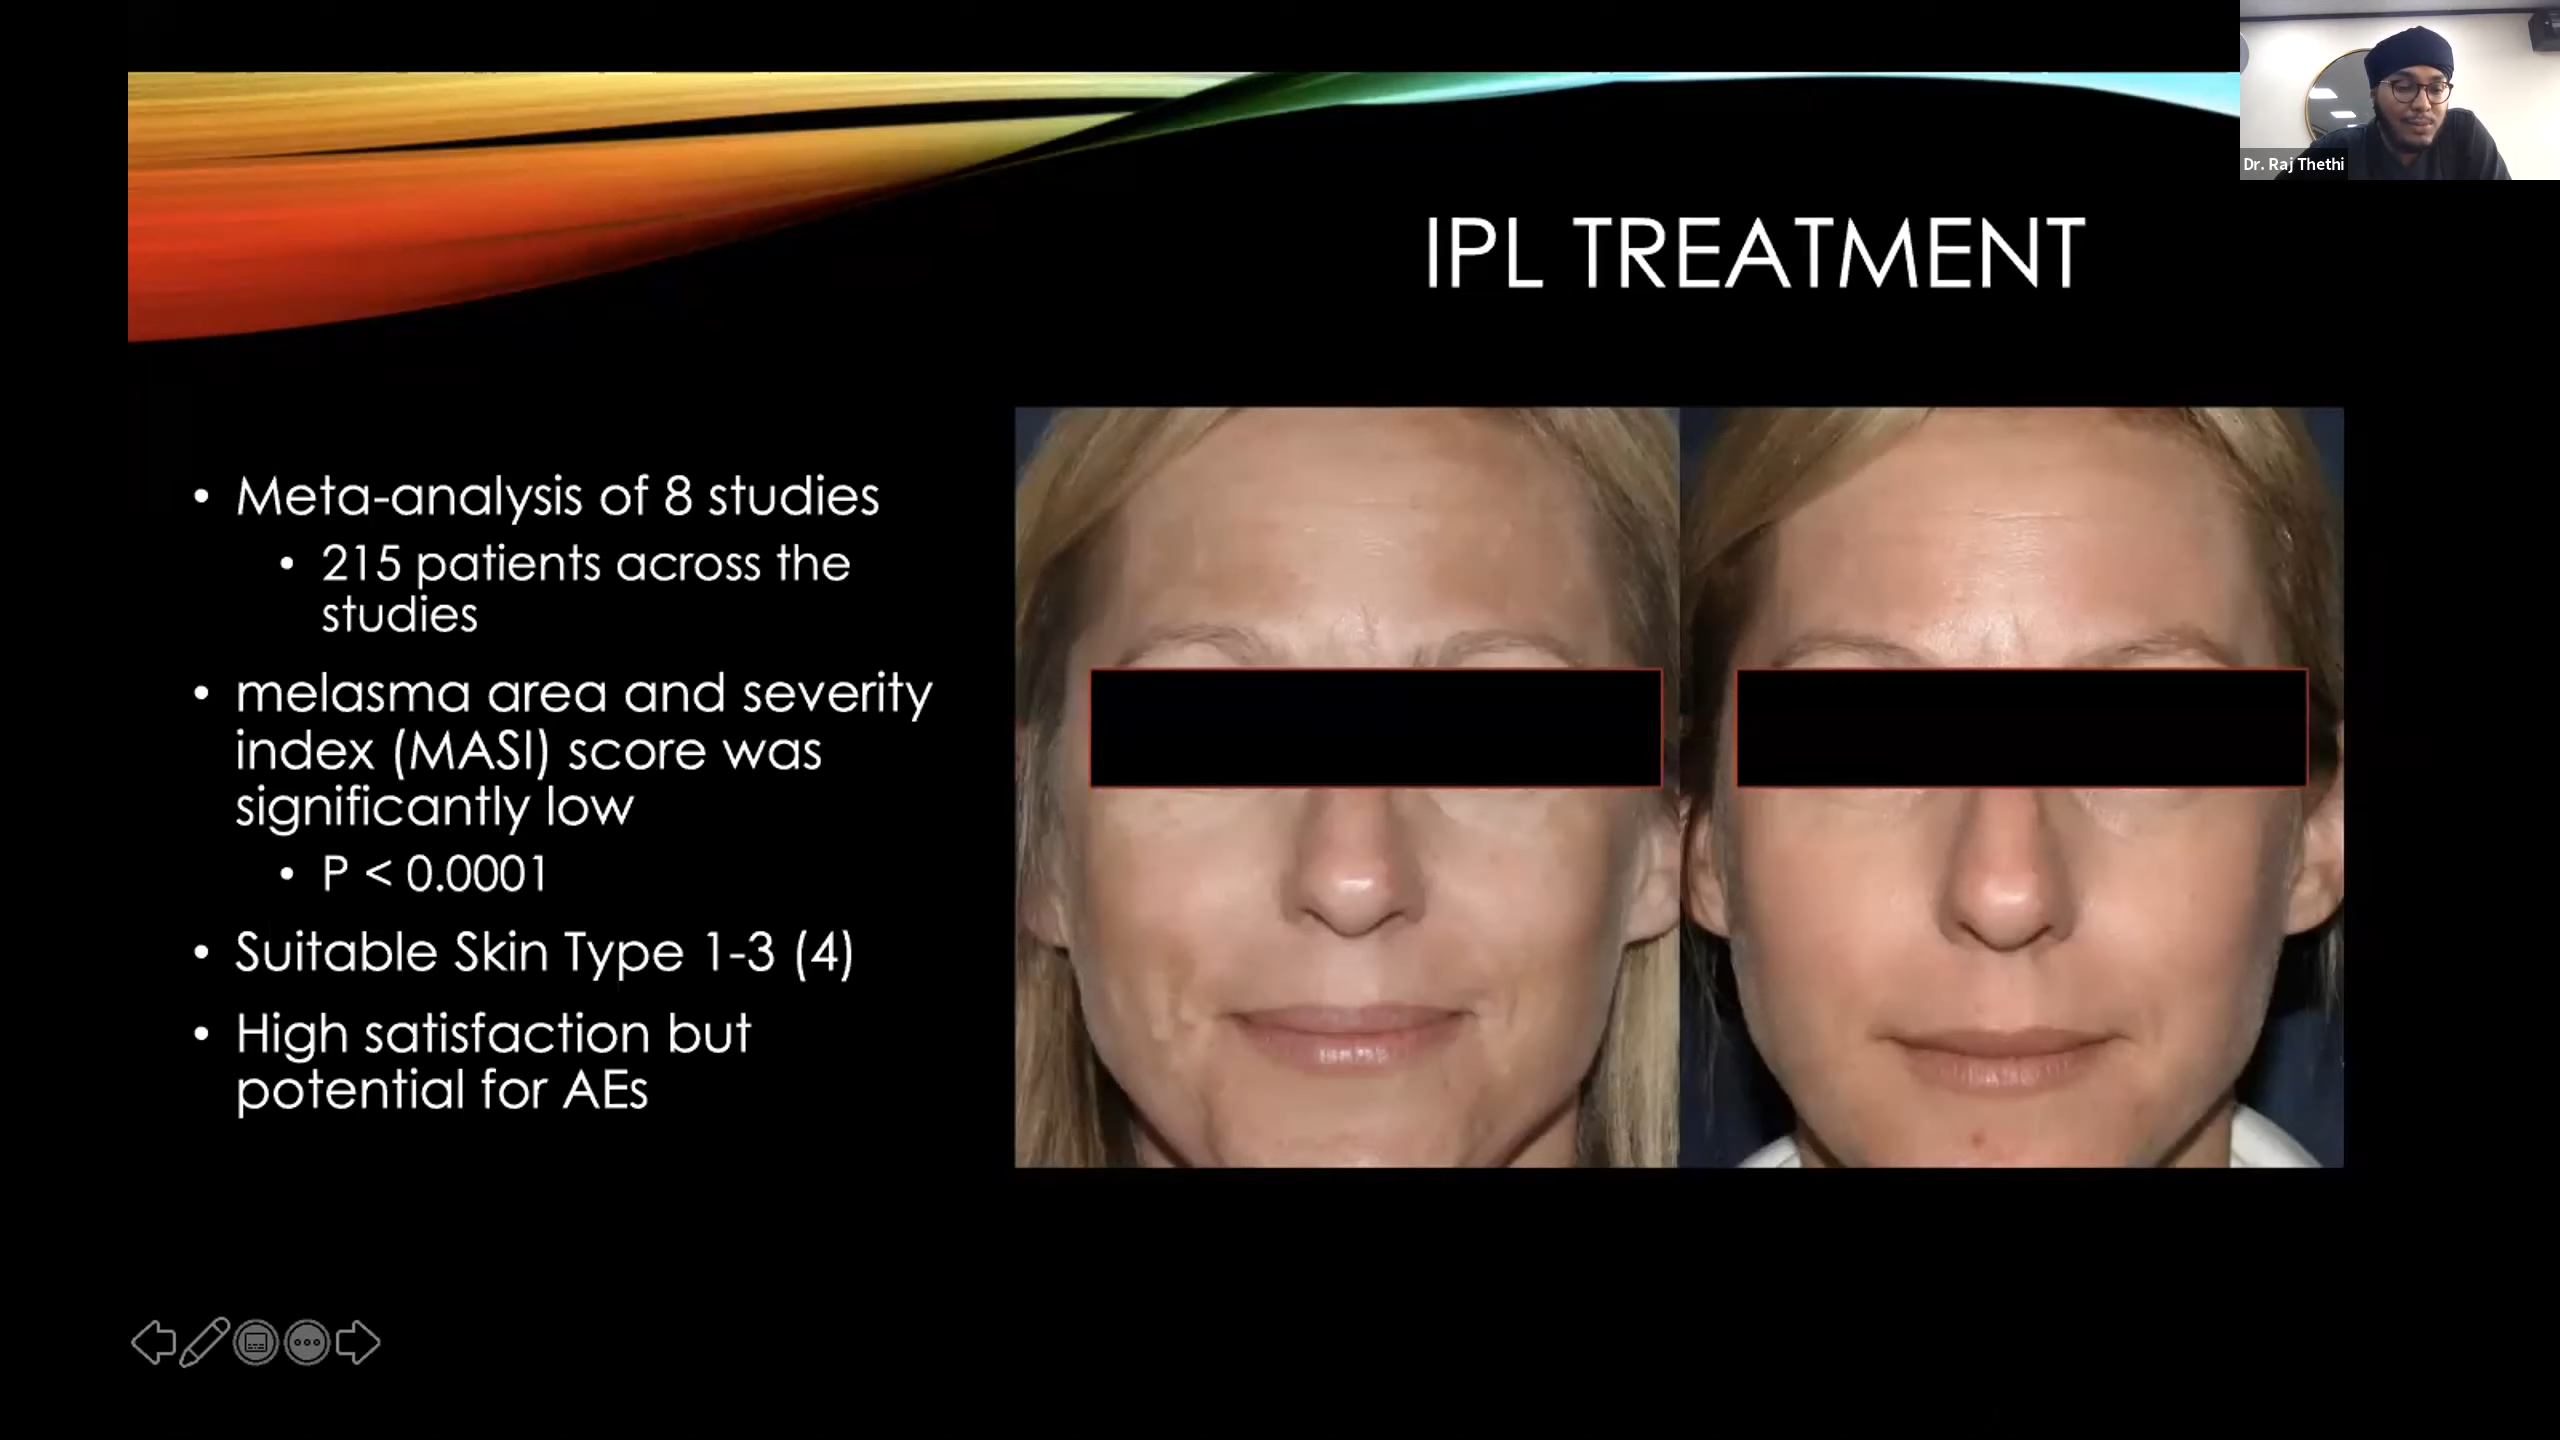 Dr. Raj Thethi
IPL TREATMENT
• Meta-analysis of 8 studies
• 215 patients across the
studies
• melasma area and severity
index (MASI) score was
significantly low
• P < 0.0001
• Suitable Skin Type 1-3 (4)
• High satisfaction but
potential for AEs